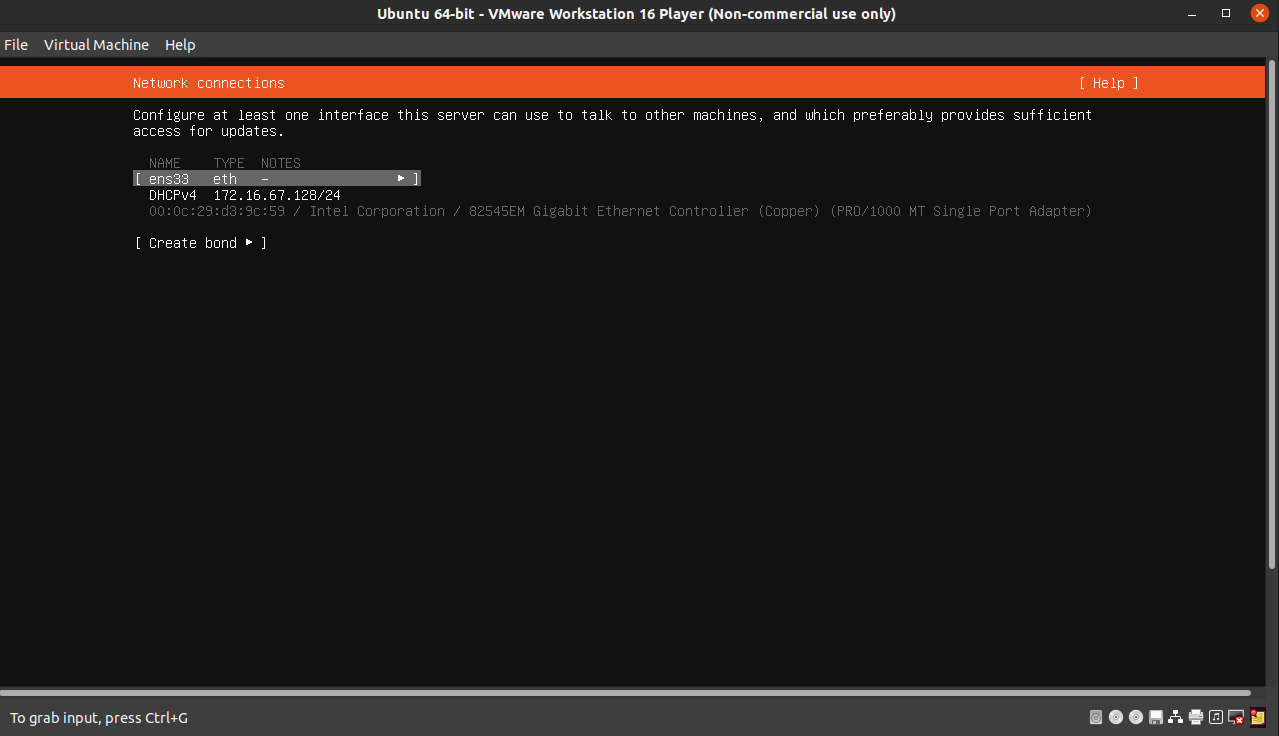 Ubuntu 64-bit - VMware Workstation 16 Player (Non-commercial use only)
File Virtual Machine Help
Network connections [ Help ]
Configure at least one interface this server can use to talk to other machines, and which preferably provides sufficient
access for updates.
NAME TYPE NOTES
[ ens33 eth – ▸ ]
DHCPv4 172.16.67.128/24
00:0c:29:d3:9c:59 / Intel Corporation / 82545EM Gigabit Ethernet Controller (Copper) (PRO/1000 MT Single Port Adapter)
[ Create bond ▸ ]
To grab input, press Ctrl+G